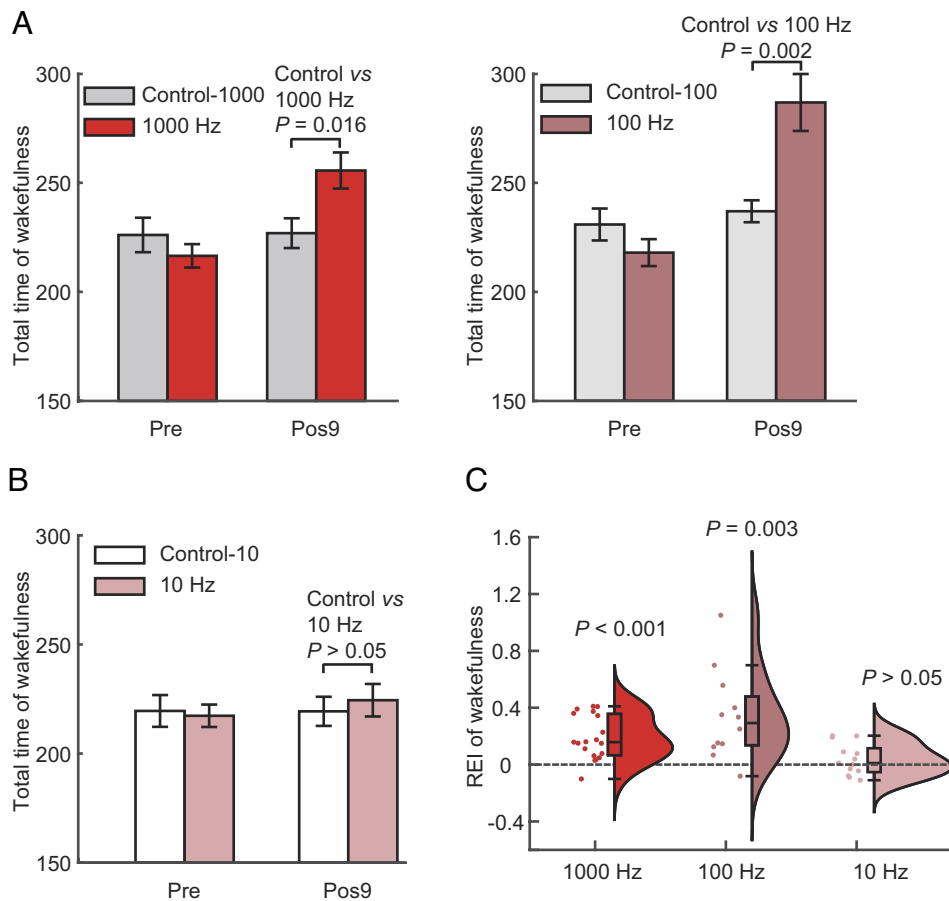 A
Total time of wakefulness
300
250
200
150
Control-1000
1000 Hz
Control vs
1000 Hz
P = 0.016
Pre
Pos9
Total time of wakefulness
300
250
200
150
Control-100
100 Hz
Control vs 100 Hz
P = 0.002
Pre
Pos9
B
Total time of wakefulness
300
250
200
150
Control-10
10 Hz
Control vs
10 Hz
P > 0.05
Pre
Pos9
C
REI of wakefulness
1.6
1.2
0.8
0.4
0
-0.4
P < 0.001
P = 0.003
P > 0.05
1000 Hz
100 Hz
10 Hz